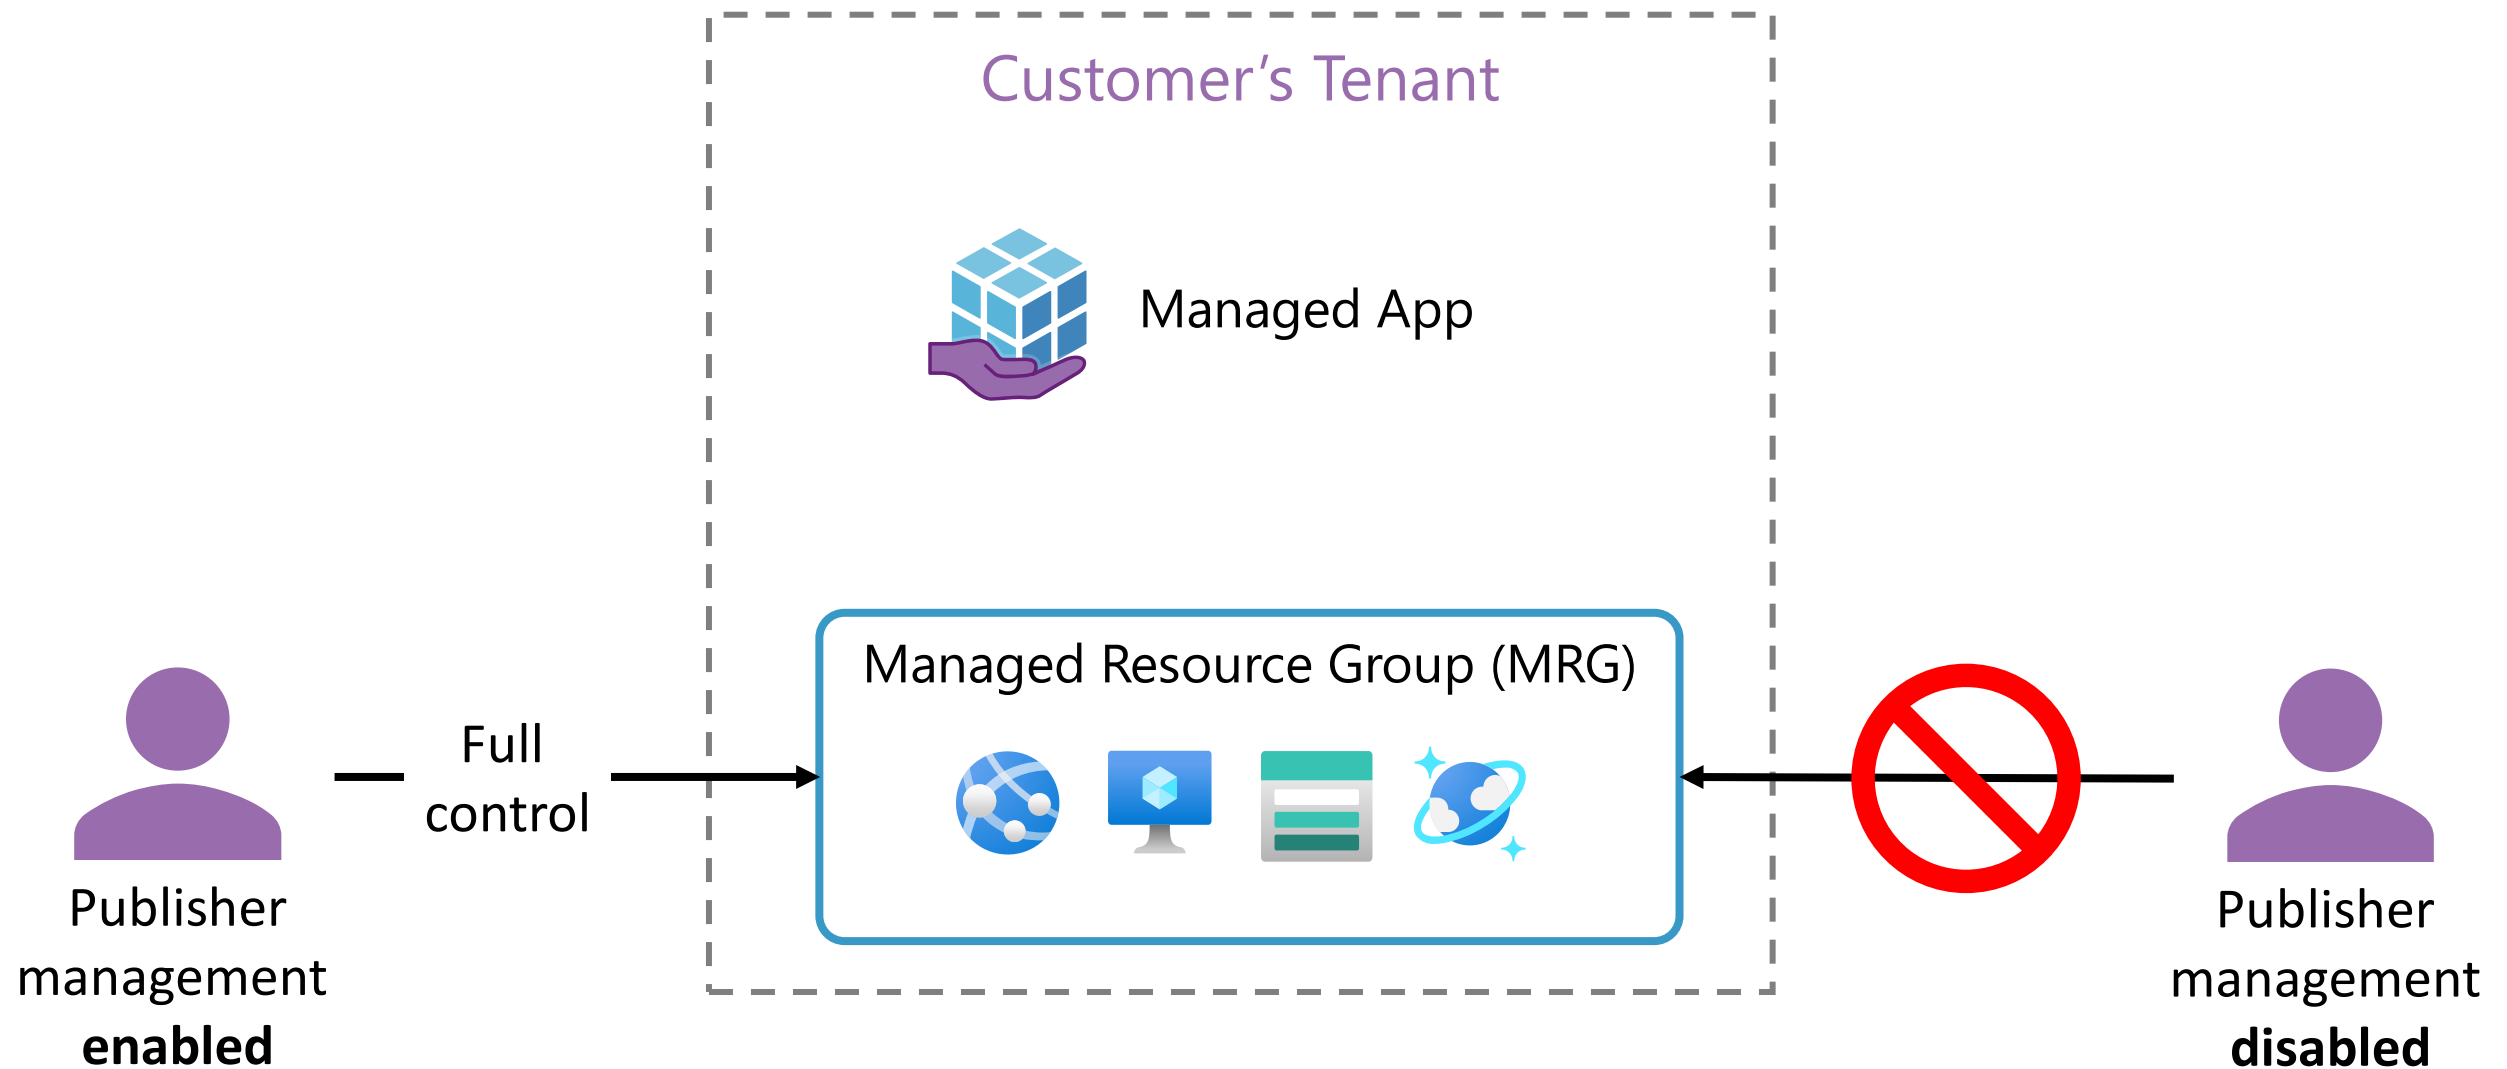 Customer’s Tenant
Managed App
Managed Resource Group (MRG)
Full
control
Publisher
management
enabled
Publisher
management
disabled